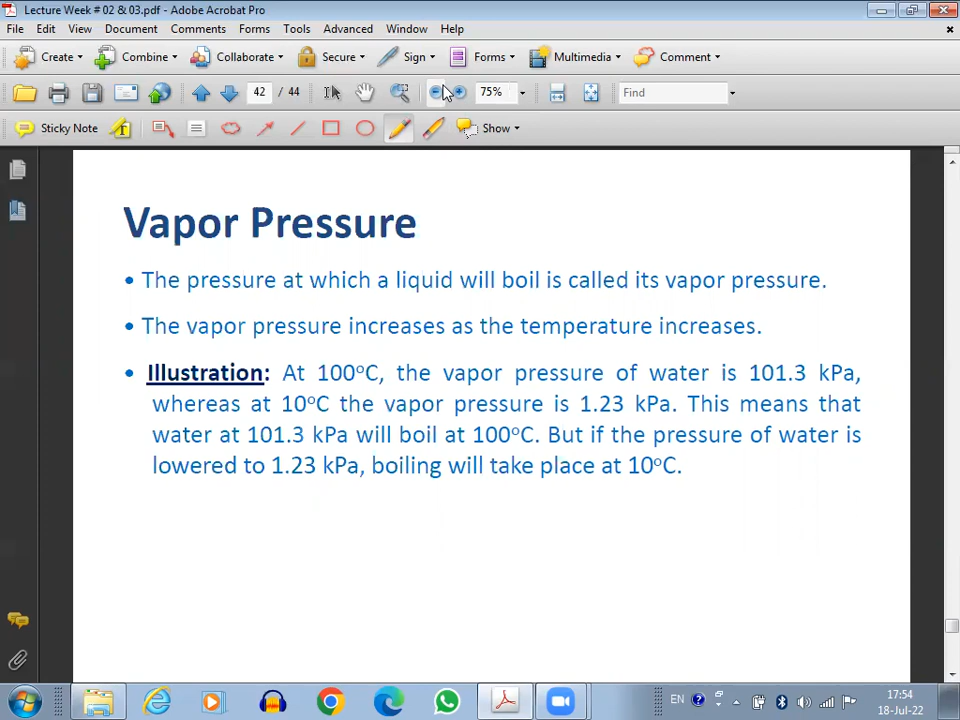 Lecture Week # 02 & 03.pdf - Adobe Acrobat Pro
File Edit View Document Comments Forms Tools Advanced Window Help
Create Combine Collaborate Secure Sign Forms Multimedia Comment
42 / 44 75% Find
Sticky Note Show
Vapor Pressure
• The pressure at which a liquid will boil is called its vapor pressure.
• The vapor pressure increases as the temperature increases.
• Illustration: At 100°C, the vapor pressure of water is 101.3 kPa,
whereas at 10°C the vapor pressure is 1.23 kPa. This means that
water at 101.3 kPa will boil at 100°C. But if the pressure of water is
lowered to 1.23 kPa, boiling will take place at 10°C.
EN 17:54
18-Jul-22